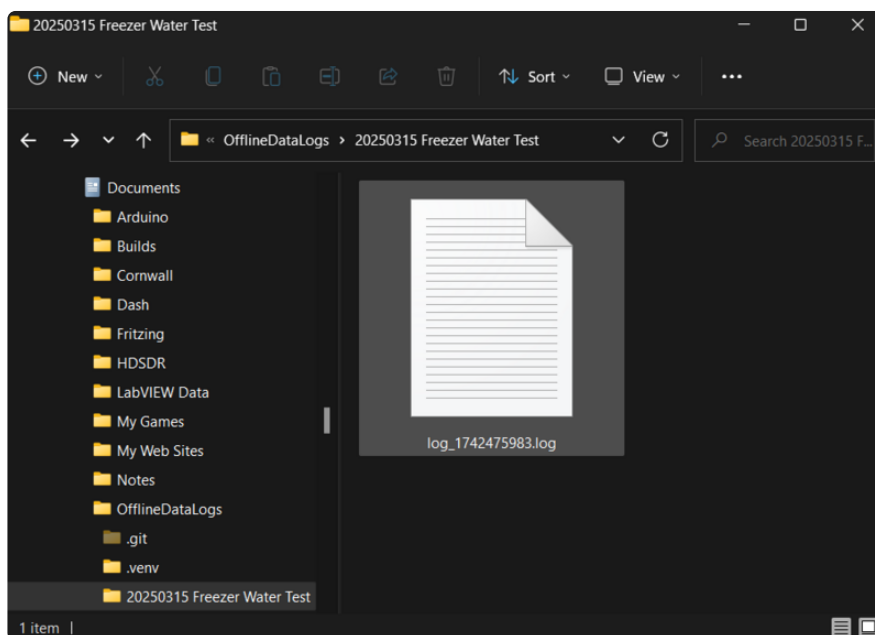 20250315 Freezer Water Test
New
Sort
View
« OfflineDataLogs > 20250315 Freezer Water Test
Search 20250315 F...
Documents
Arduino
Builds
Cornwall
Dash
Fritzing
HDSDR
LabVIEW Data
My Games
My Web Sites
Notes
OfflineDataLogs
.git
.venv
20250315 Freezer Water Test
log_1742475983.log
1 item